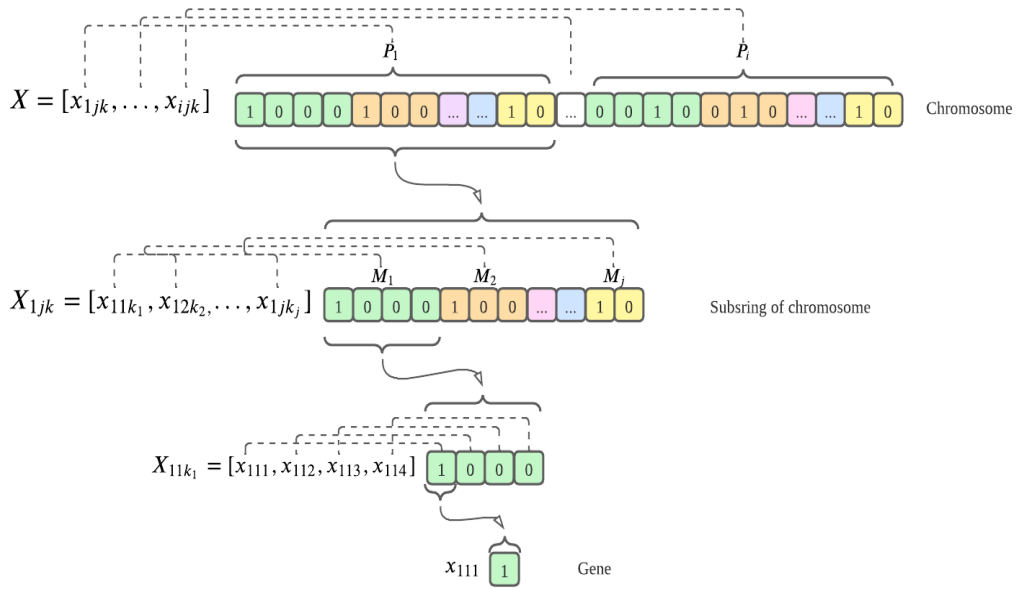 P₁ Pᵢ
X = [x₁ⱼₖ, . . . , xᵢⱼₖ] 1 0 0 0 1 0 0 ... ... 1 0 ... 0 0 1 0 0 1 0 ... ... 1 0 Chromosome
M₁ M₂ Mⱼ
X₁ⱼₖ = [x₁₁ₖ₁, x₁₂ₖ₂, . . . , x₁ⱼₖⱼ] 1 0 0 0 1 0 0 ... ... 1 0 Subsring of chromosome
X₁₁ₖ₁ = [x₁₁₁, x₁₁₂, x₁₁₃, x₁₁₄] 1 0 0 0
x₁₁₁ 1 Gene